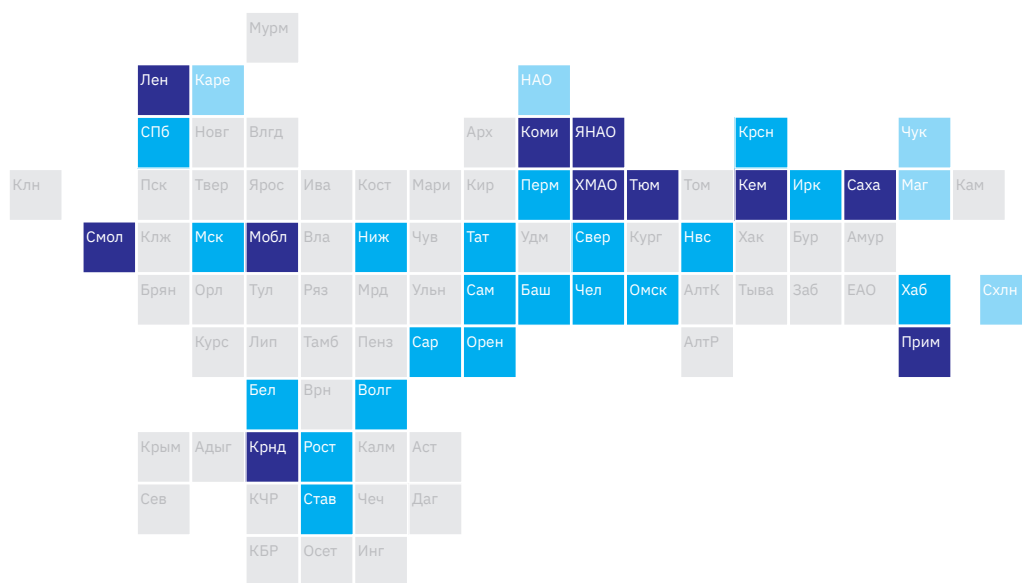 Мурм
Лен Каре НАО
СПб Новг Влгд Арх Коми ЯНАО Крсн Чук
Клн Пск Твер Ярос Ива Кост Мари Кир Перм ХМАО Тюм Том Кем Ирк Саха Маг Кам
Смол Клж Мск Мобл Вла Ниж Чув Тат Удм Свер Кург Нвс Хак Бур Амур
Брян Орл Тул Ряз Мрд Ульн Сам Баш Чел Омск АлтК Тыва Заб ЕАО Хаб Схлн
Курс Лип Тамб Пенз Сар Орен АлтР Прим
Бел Врн Волг
Крым Адыг Крнд Рост Калм Аст
Сев КЧР Став Чеч Даг
КБР Осет Инг